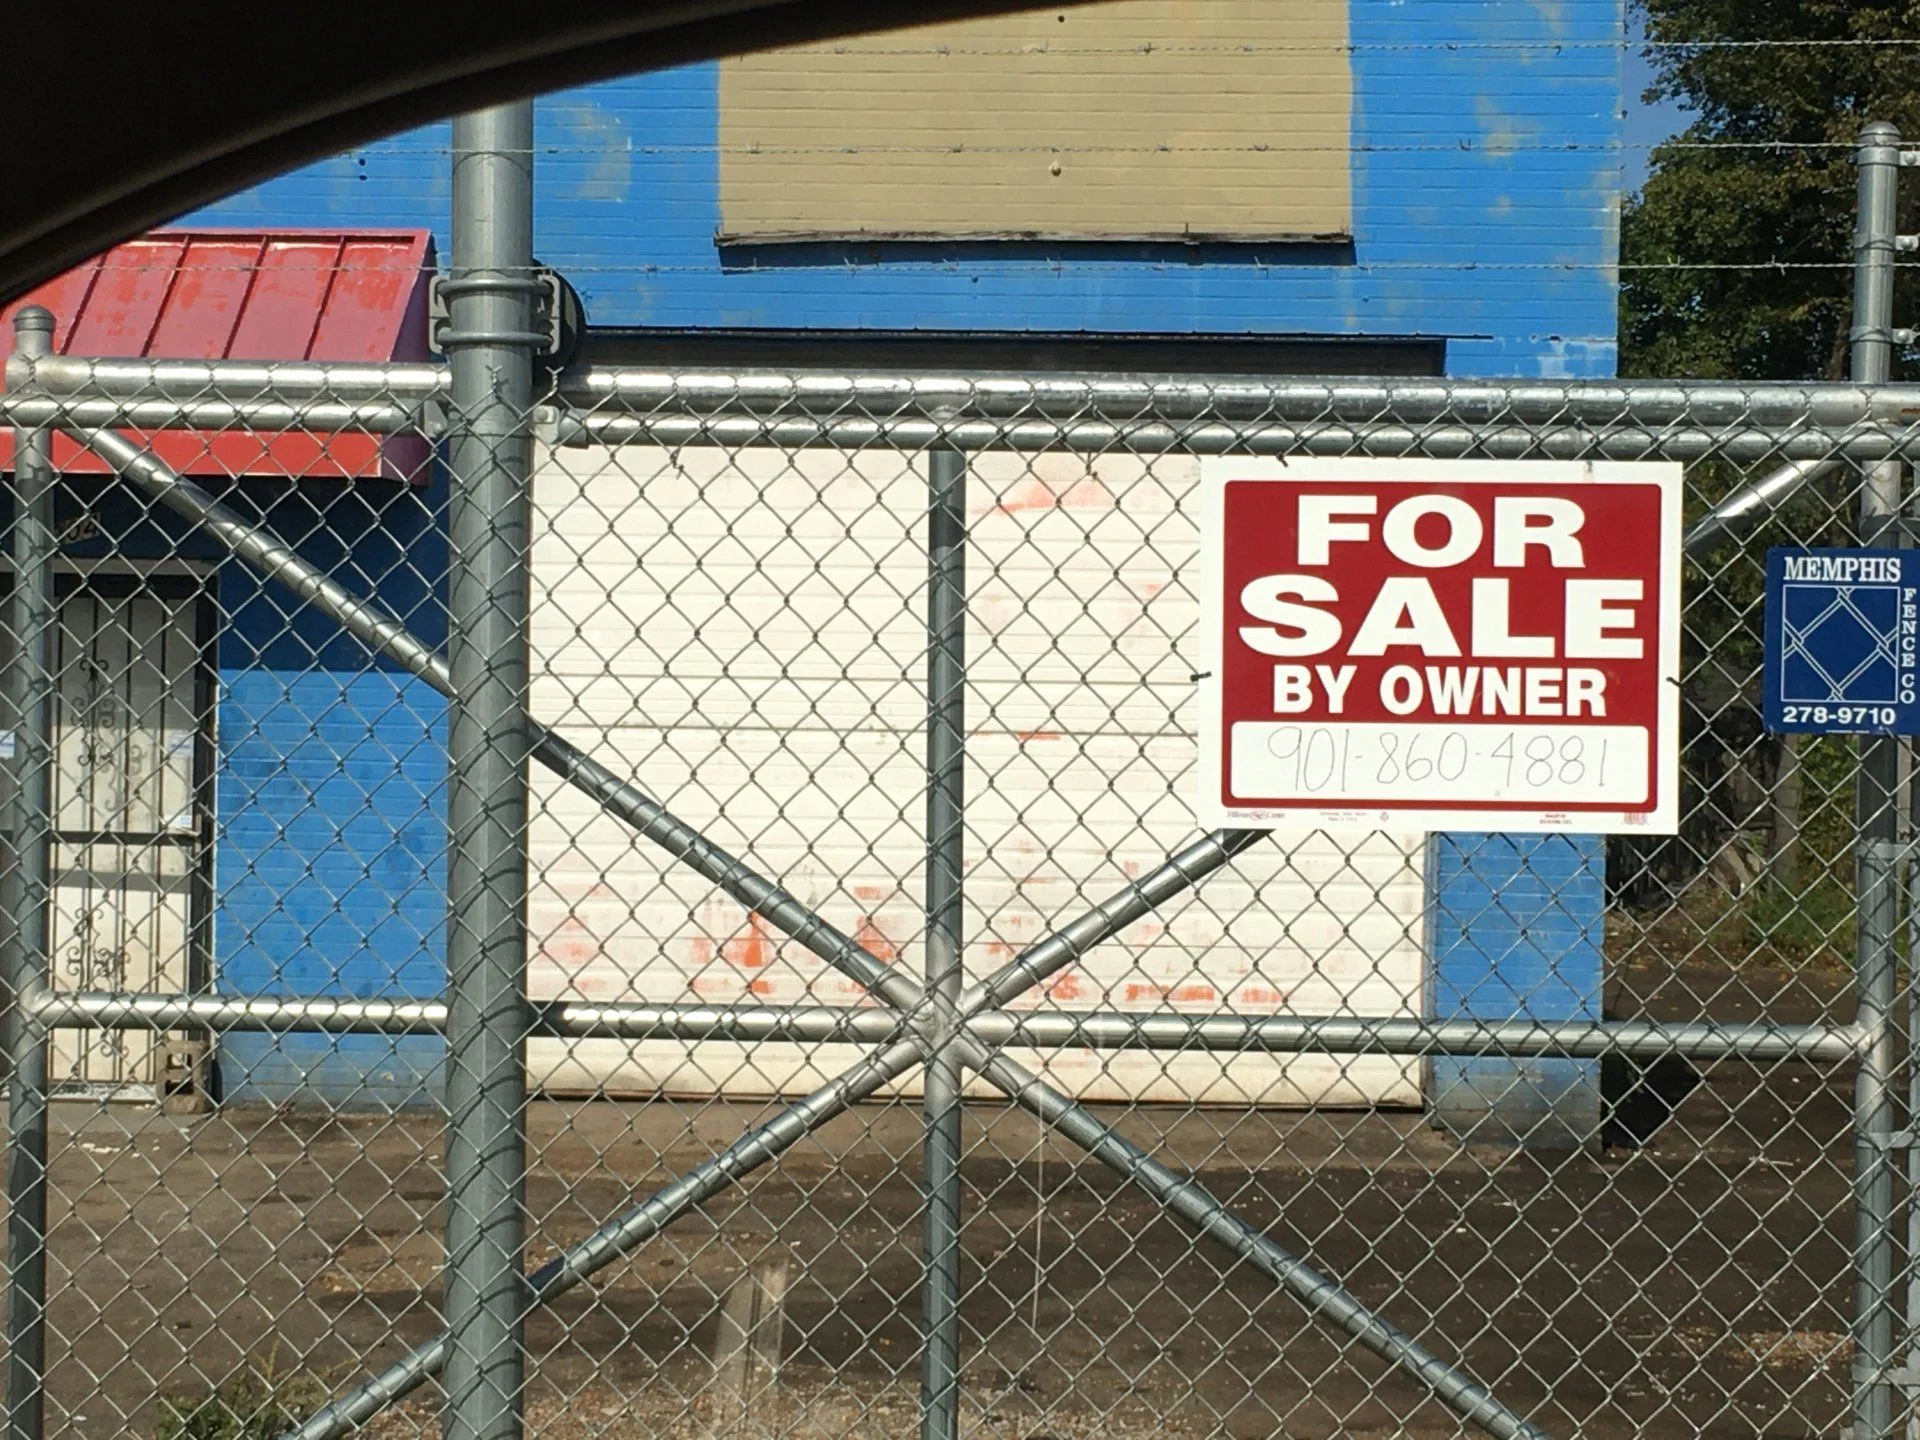 FOR
SALE
BY OWNER
901-860-4881
MEMPHIS
FENCE CO
278-9710